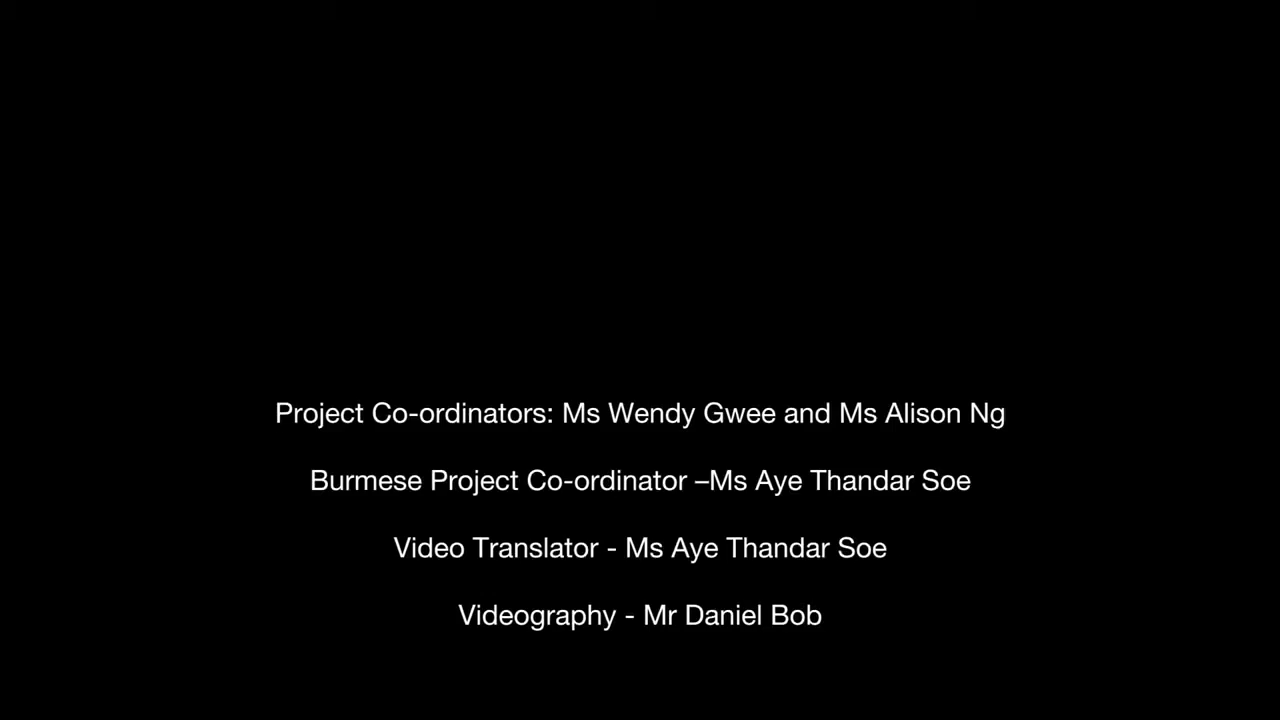 Project Co-ordinators: Ms Wendy Gwee and Ms Alison Ng
Burmese Project Co-ordinator –Ms Aye Thandar Soe
Video Translator - Ms Aye Thandar Soe
Videography - Mr Daniel Bob